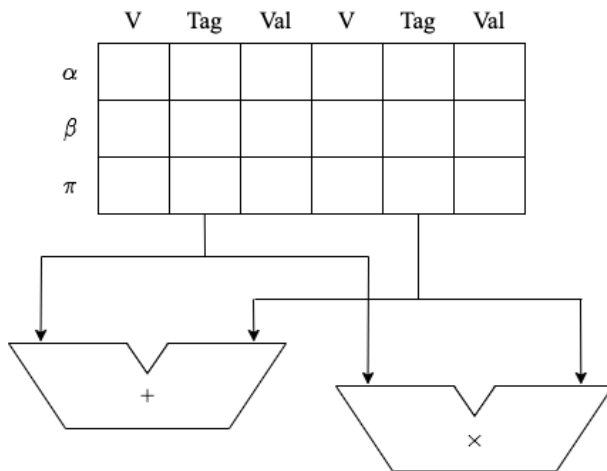 V Tag Val V Tag Val
α
β
π
+
×